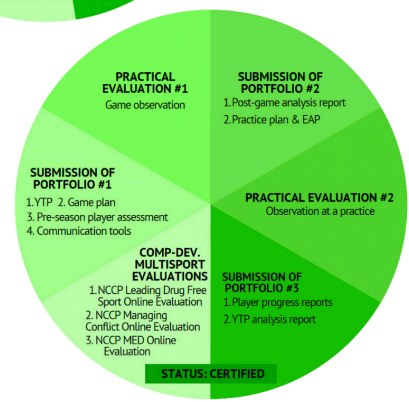 PRACTICAL
EVALUATION #1
Game observation
SUBMISSION OF
PORTFOLIO #2
1.Post-game analysis report
2.Practice plan & EAP
SUBMISSION OF
PORTFOLIO #1
1.YTP 2. Game plan
3. Pre-season player assessment
4. Communication tools
PRACTICAL EVALUATION #2
Observation at a practice
COMP-DEV.
MULTISPORT
EVALUATIONS
1. NCCP Leading Drug Free
Sport Online Evaluation
2. NCCP Managing
Conflict Online Evaluation
3. NCCP MED Online
Evaluation
SUBMISSION OF
PORTFOLIO #3
1.Player progress reports
2.YTP analysis report
STATUS: CERTIFIED